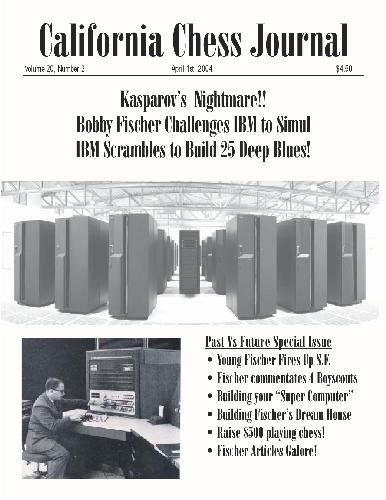 California Chess Journal
Volume 20, Number 2 April 1st 2004 $4.50
Kasparov's Nightmare!!
Bobby Fischer Challenges IBM to Simul
IBM Scrambles to Build 25 Deep Blues!
Past Vs Future Special Issue
• Young Fischer Fires Up S.F.
• Fischer commentates 4 Boyscouts
• Building your "Super Computer"
• Building Fischer's Dream House
• Raise $500 playing chess!
• Fischer Articles Galore!